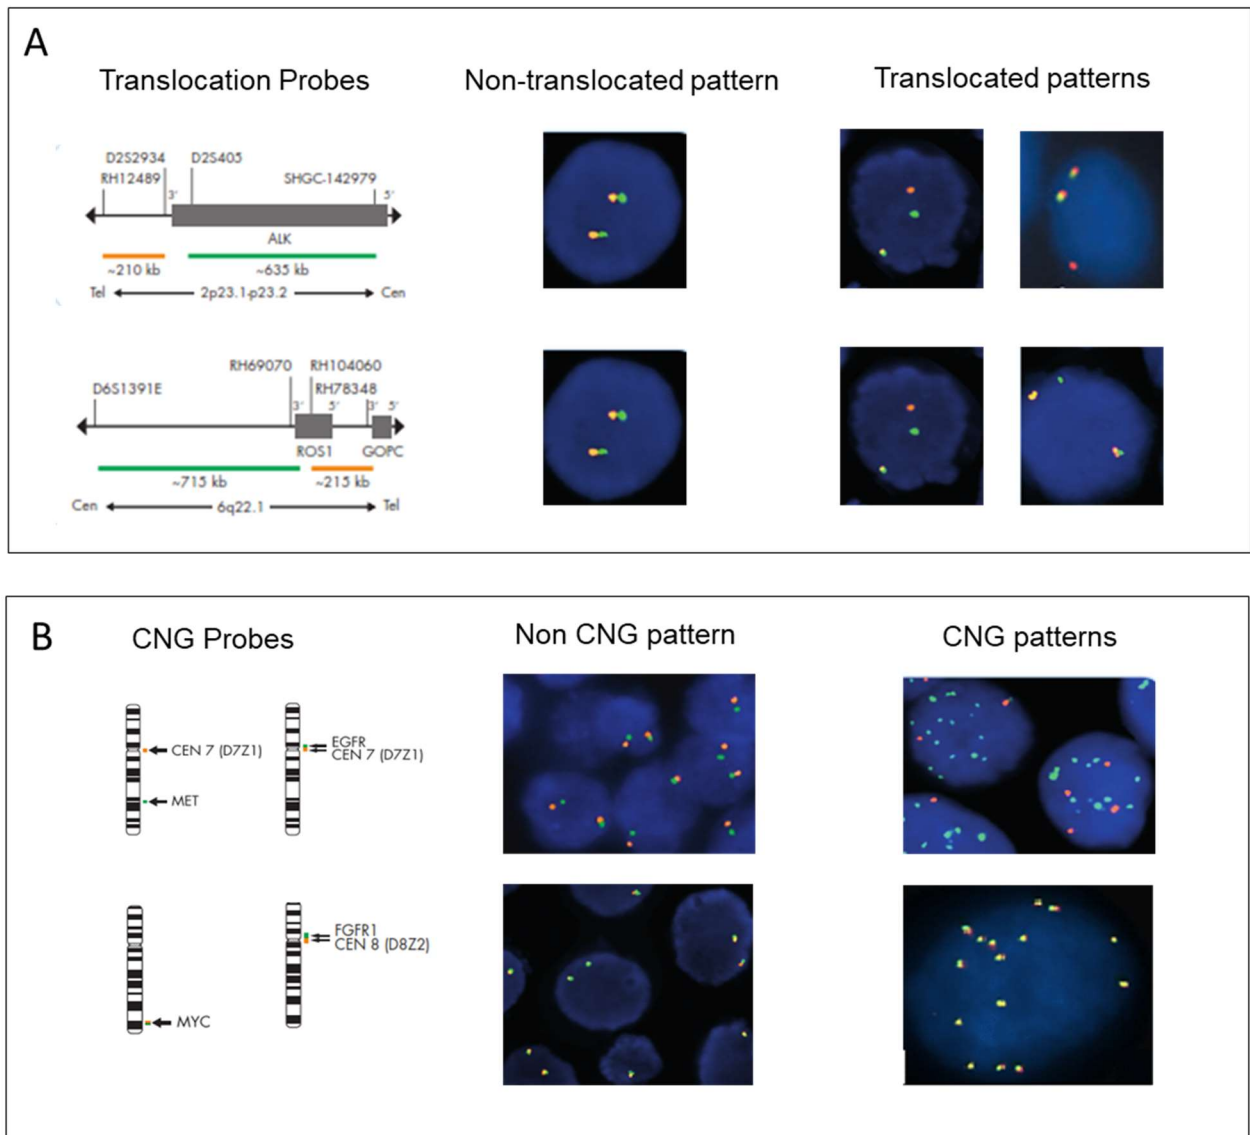 A
Translocation Probes
Non-translocated pattern
Translocated patterns
D2S2934
D2S405
RH12489
SHGC-142979
3′
5′
ALK
~210 kb
~635 kb
Tel
2p23.1-p23.2
Cen
RH69070
RH104060
D6S1391E
RH78348
3′
5′
3′
5′
ROS1
GOPC
~715 kb
~215 kb
Cen
6q22.1
Tel
B
CNG Probes
Non CNG pattern
CNG patterns
CEN 7 (D7Z1)
EGFR
CEN 7 (D7Z1)
MET
FGFR1
CEN 8 (D8Z2)
MYC